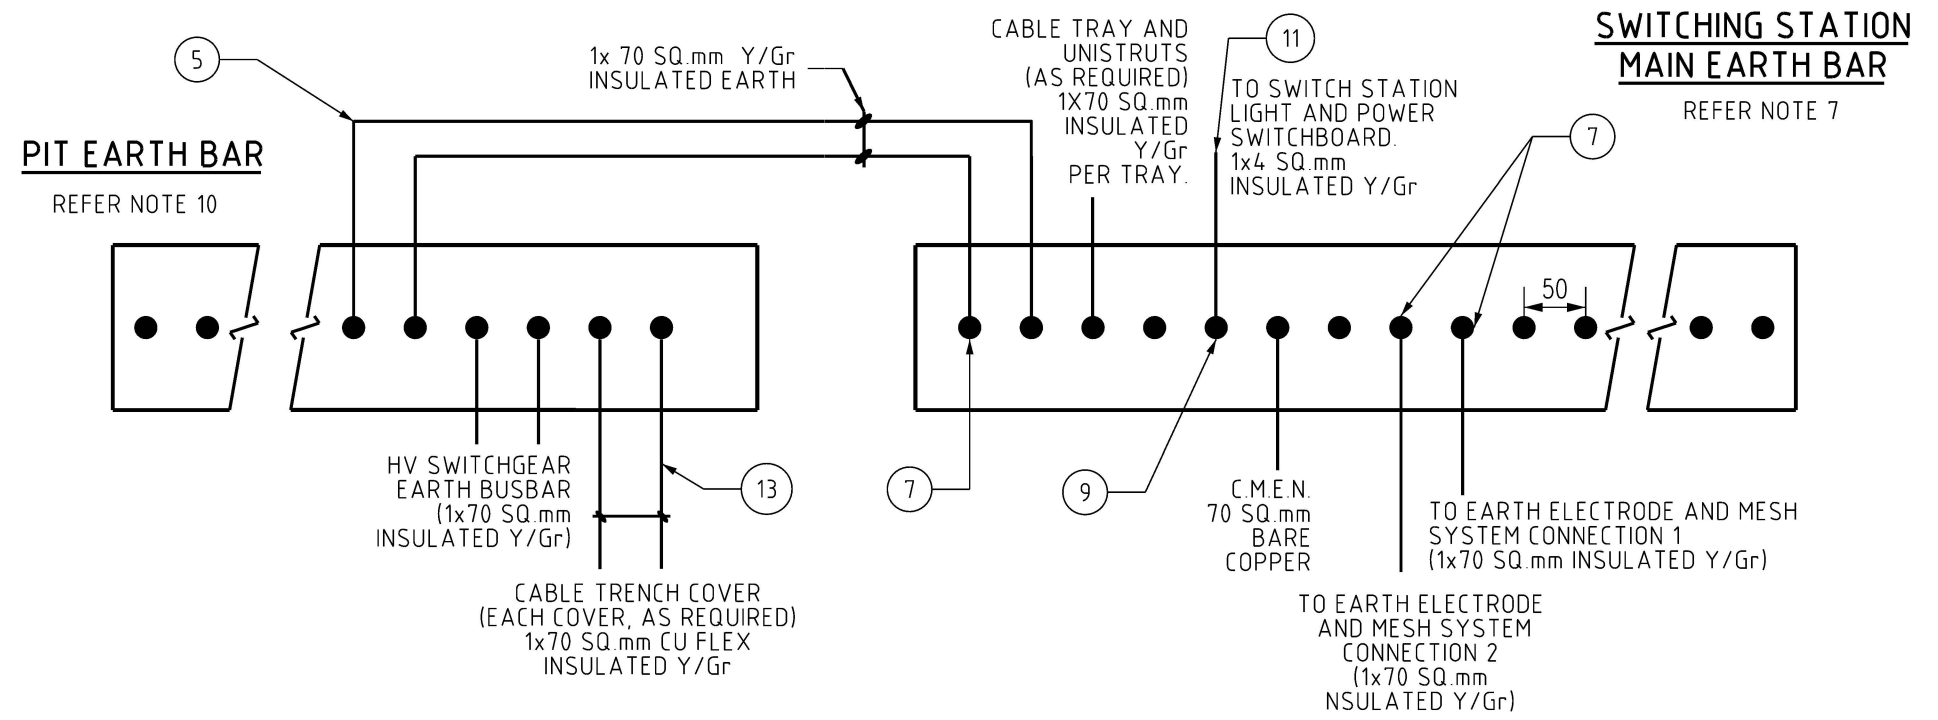 SWITCHING STATION
MAIN EARTH BAR
REFER NOTE 7
PIT EARTH BAR
REFER NOTE 10
5
1x 70 SQ.mm Y/Gr
INSULATED EARTH
CABLE TRAY AND
UNISTRUTS
(AS REQUIRED)
1X70 SQ.mm
INSULATED
Y/Gr
PER TRAY.
11
TO SWITCH STATION
LIGHT AND POWER
SWITCHBOARD.
1x4 SQ.mm
INSULATED Y/Gr
7
50
HV SWITCHGEAR
EARTH BUSBAR
(1x70 SQ.mm
INSULATED Y/Gr)
13
CABLE TRENCH COVER
(EACH COVER, AS REQUIRED)
1x70 SQ.mm CU FLEX
INSULATED Y/Gr
7
9
C.M.E.N.
70 SQ.mm
BARE
COPPER
TO EARTH ELECTRODE AND MESH
SYSTEM CONNECTION 1
(1x70 SQ.mm INSULATED Y/Gr)
TO EARTH ELECTRODE
AND MESH SYSTEM
CONNECTION 2
(1x70 SQ.mm
NSULATED Y/Gr)